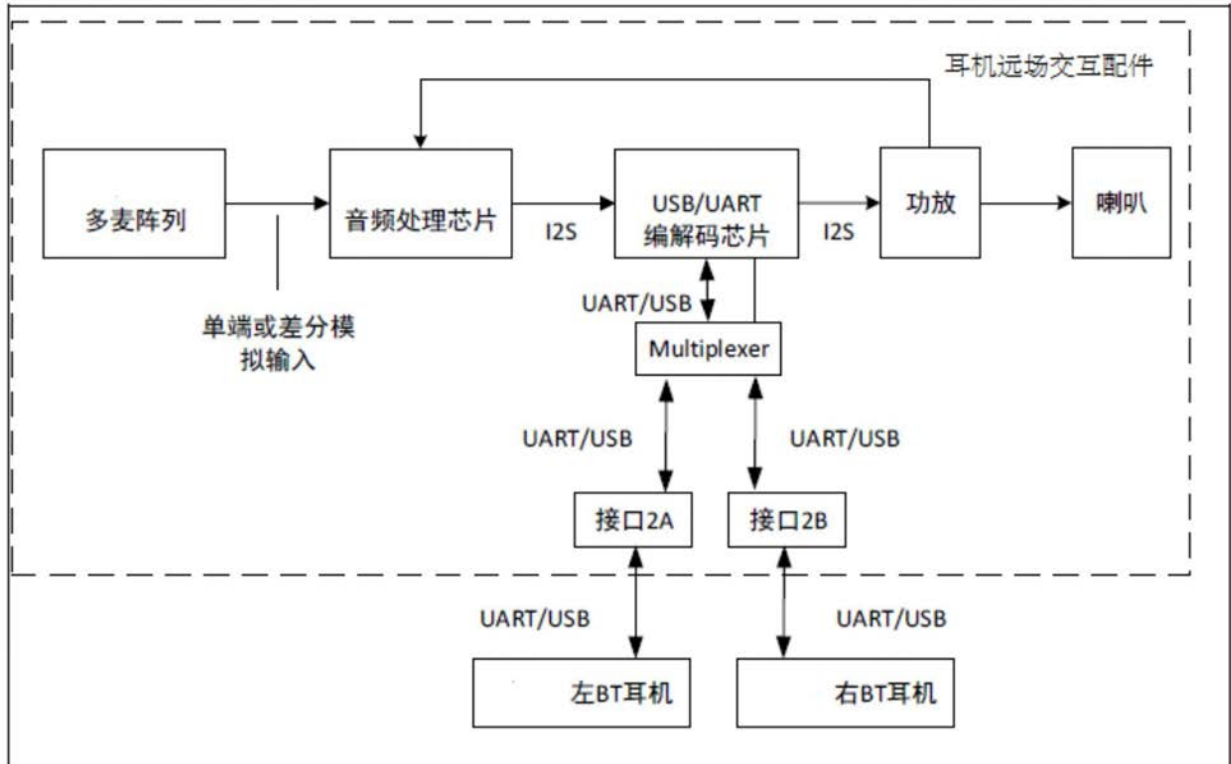 耳机远场交互配件
多麦阵列
音频处理芯片
I2S
USB/UART
编解码芯片
I2S
功放
喇叭
单端或差分模
拟输入
UART/USB
Multiplexer
UART/USB
UART/USB
接口2A
接口2B
UART/USB
UART/USB
左BT耳机
右BT耳机